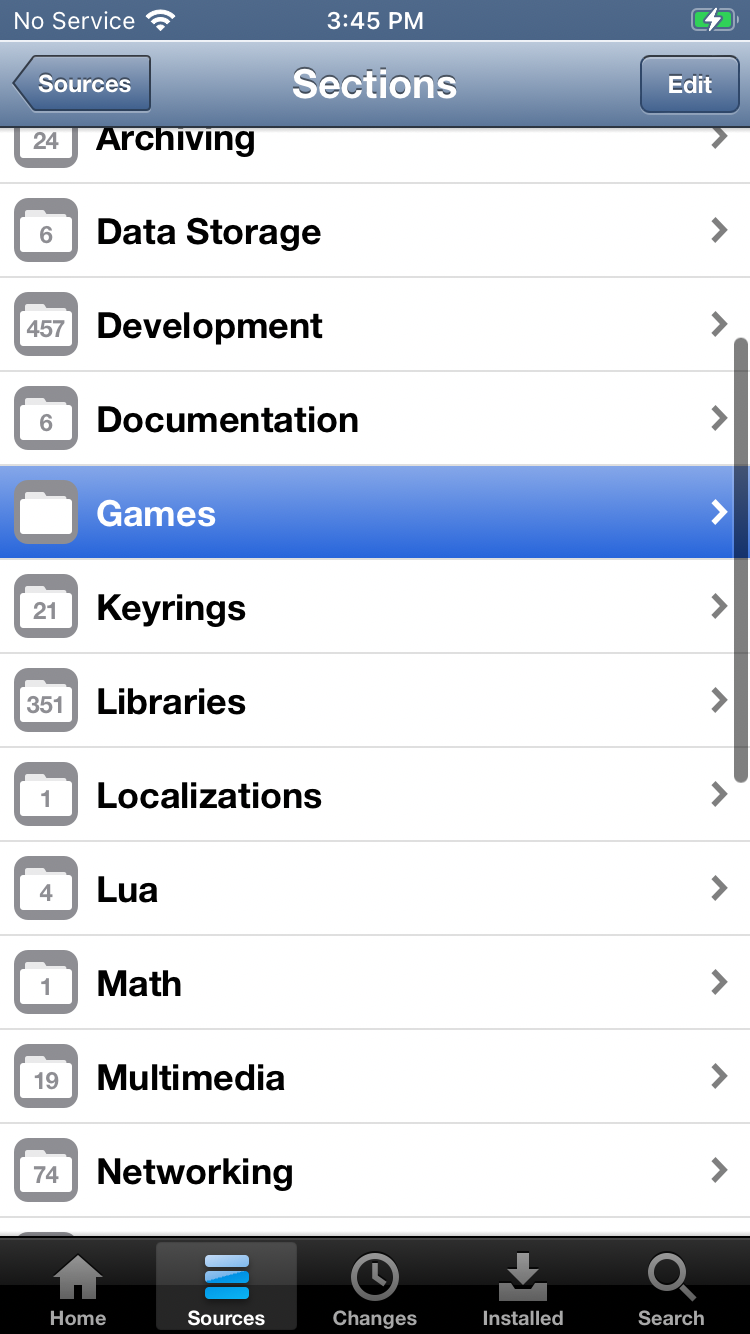 No Service 3:45 PM
Sources Sections Edit
24 Archiving
6 Data Storage
457 Development
6 Documentation
Games
21 Keyrings
351 Libraries
1 Localizations
4 Lua
1 Math
19 Multimedia
74 Networking
Home Sources Changes Installed Search